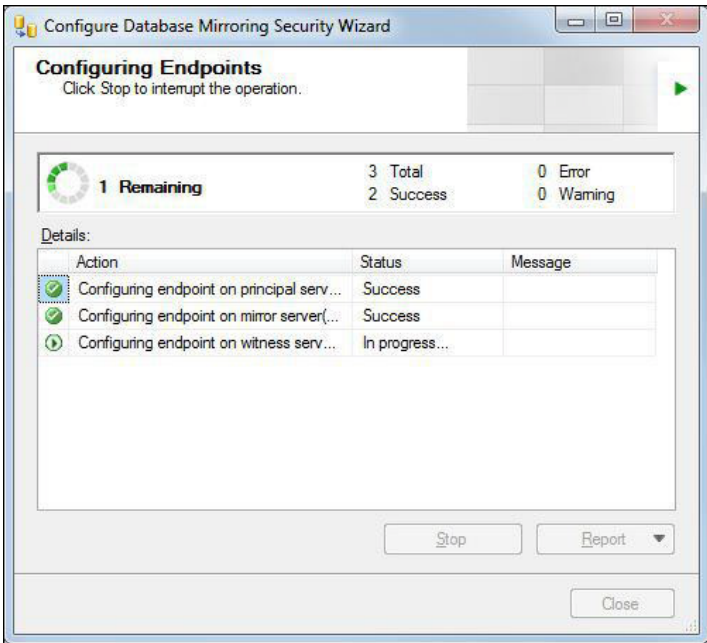 Configure Database Mirroring Security Wizard
Configuring Endpoints
Click Stop to interrupt the operation.
1 Remaining
3 Total 0 Error
2 Success 0 Warning
Details:
Action Status Message
Configuring endpoint on principal serv... Success
Configuring endpoint on mirror server(... Success
Configuring endpoint on witness serv... In progress...
Stop Report
Close